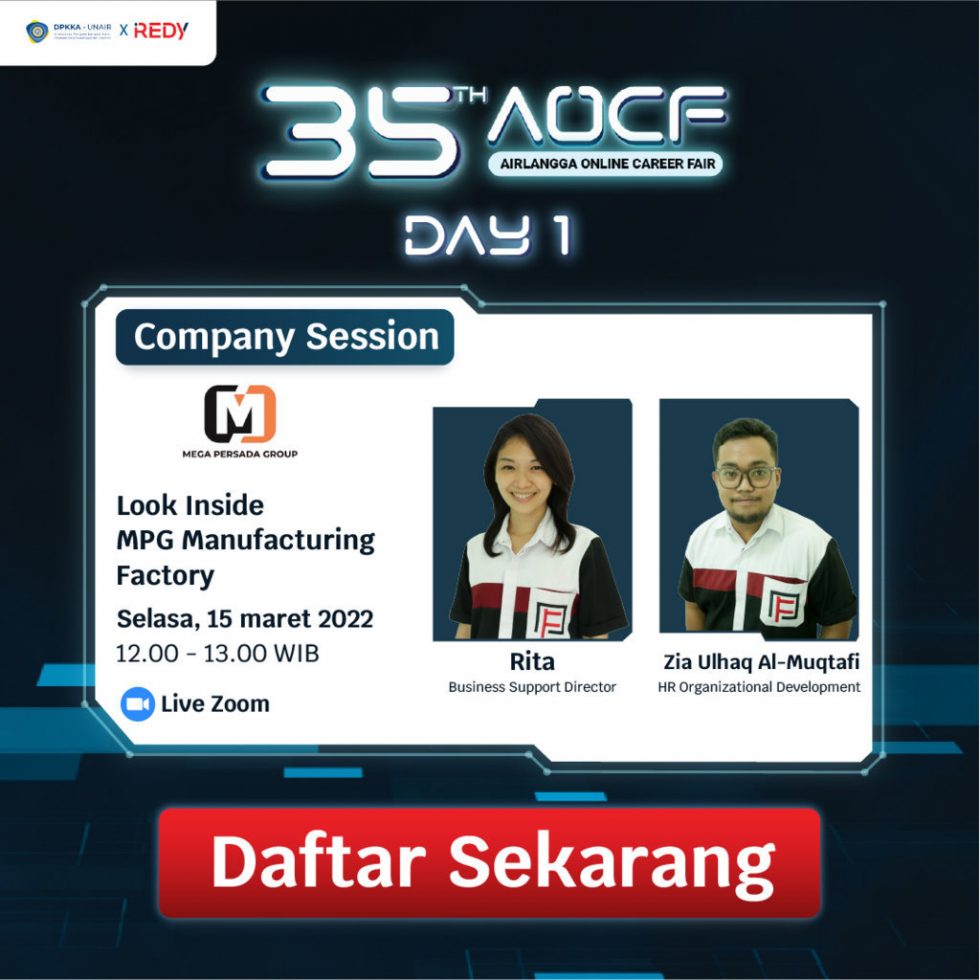 DPKKA - UNAIR X REDY
35TH AOCF
AIRLANGGA ONLINE CAREER FAIR
DAY 1
Company Session
M
MEGA PERSADA GROUP
Look Inside
MPG Manufacturing
Factory
Selasa, 15 maret 2022
12.00 - 13.00 WIB
Live Zoom
Rita
Business Support Director
Zia Ulhaq Al-Muqtafi
HR Organizational Development
Daftar Sekarang